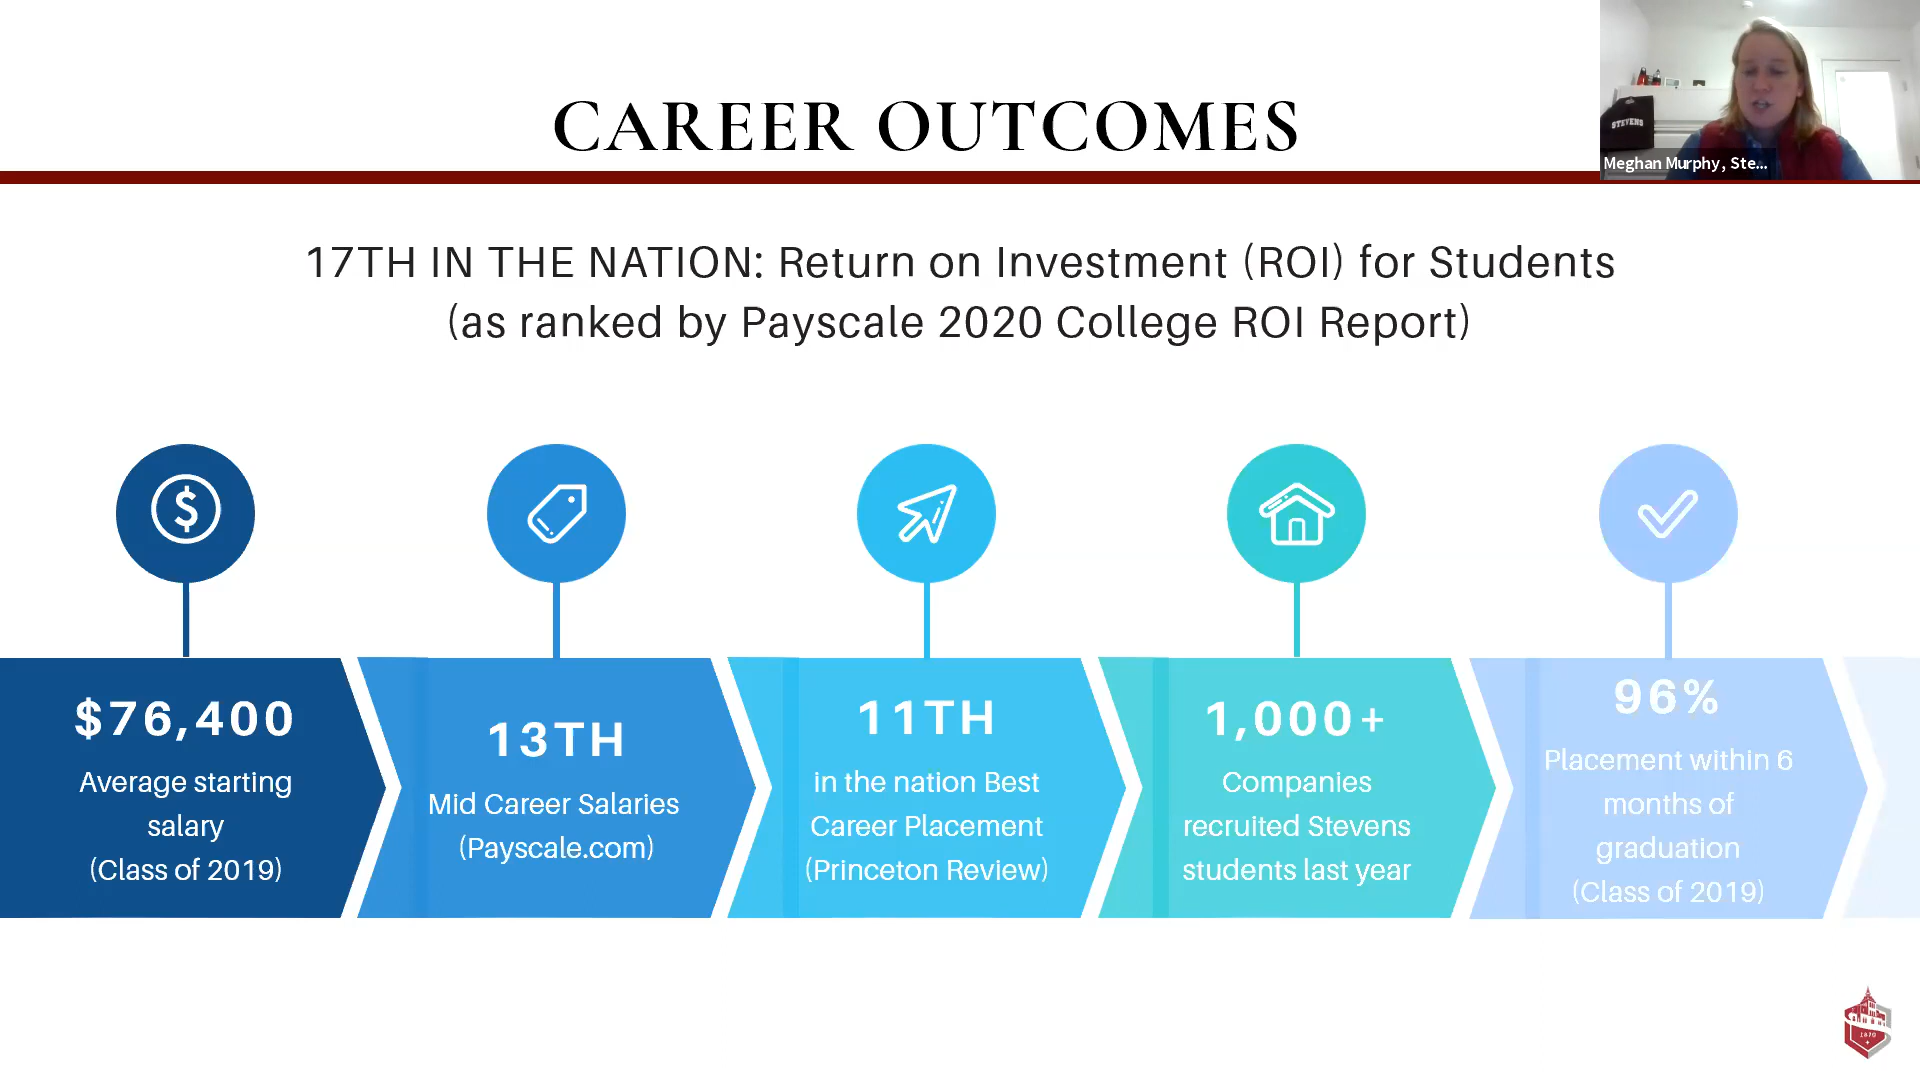 CAREER OUTCOMES
STEVENS
Meghan Murphy, Ste...
17TH IN THE NATION: Return on Investment (ROI) for Students
(as ranked by Payscale 2020 College ROI Report)
$
$76,400
Average starting
salary
(Class of 2019)
13TH
Mid Career Salaries
(Payscale.com)
11TH
in the nation Best
Career Placement
(Princeton Review)
1,000+
Companies
recruited Stevens
students last year
96%
Placement within 6
months of
graduation
(Class of 2019)
1870